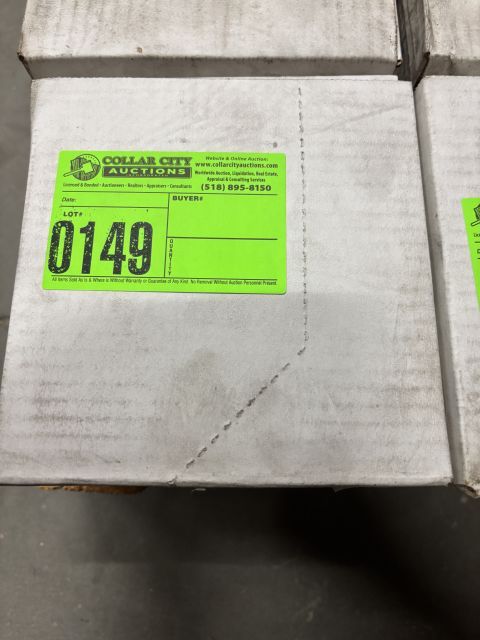 COLLAR CITY
AUCTIONS
Website & Online Auction:
www.collarcityauctions.com
Worldwide Auction, Liquidation, Real Estate,
Appraisal & Consulting Services
Licensed & Bonded • Auctioneers • Realtors • Appraisers • Consultants
(518) 895-8150
Date:
LOT#
0149
BUYER#
QUANTITY
All Items Sold As Is & Where Is Without Warranty or Guarantee of Any Kind. No Removal Without Auction Personnel Present.